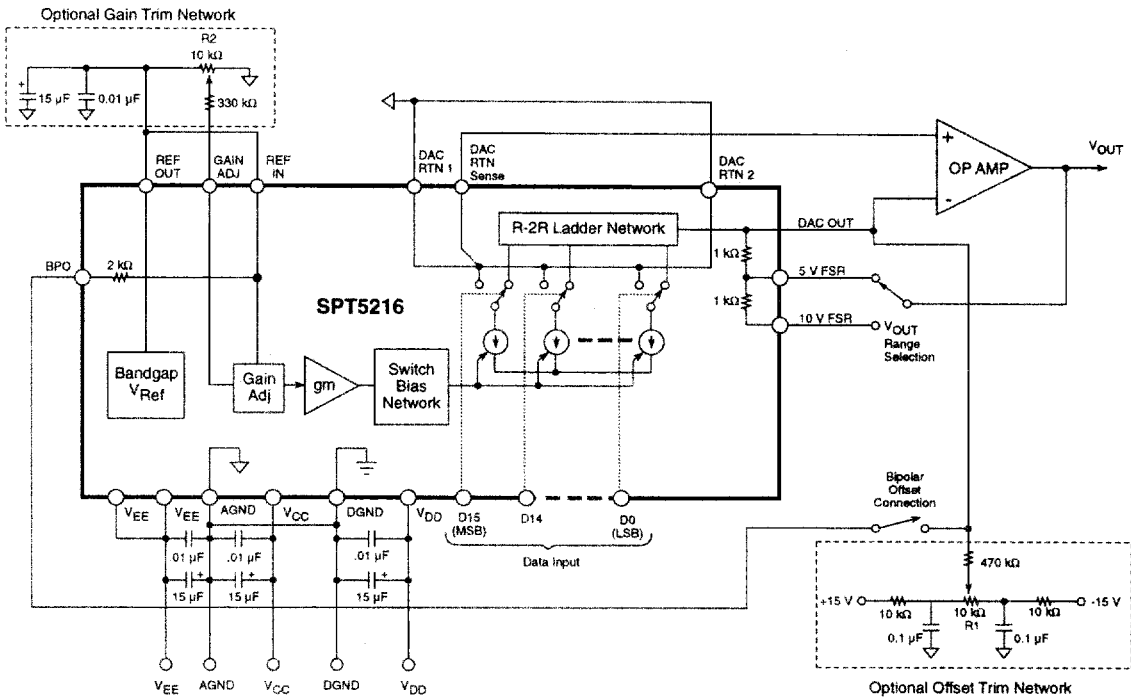 Optional Gain Trim Network
R2
10 kΩ
15 µF
+
0.01 µF
330 kΩ
REF
OUT
GAIN
ADJ
REF
IN
DAC
RTN 1
DAC
RTN
Sense
DAC
RTN 2
+
-
OP AMP
VOUT
R-2R Ladder Network
DAC OUT
1 kΩ
1 kΩ
5 V FSR
10 V FSR
VOUT
Range
Selection
BPO
2 kΩ
SPT5216
Bandgap
VRef
Gain
Adj
gm
Switch
Bias
Network
VEE
VEE
AGND
VCC
DGND
VDD
D15
(MSB)
D14
D0
(LSB)
Data Input
.01 µF
.01 µF
.01 µF
+
+
+
15 µF
15 µF
15 µF
VEE
AGND
VCC
DGND
VDD
Bipolar
Offset
Connection
470 kΩ
+15 V
10 kΩ
10 kΩ
R1
10 kΩ
-15 V
0.1 µF
0.1 µF
Optional Offset Trim Network